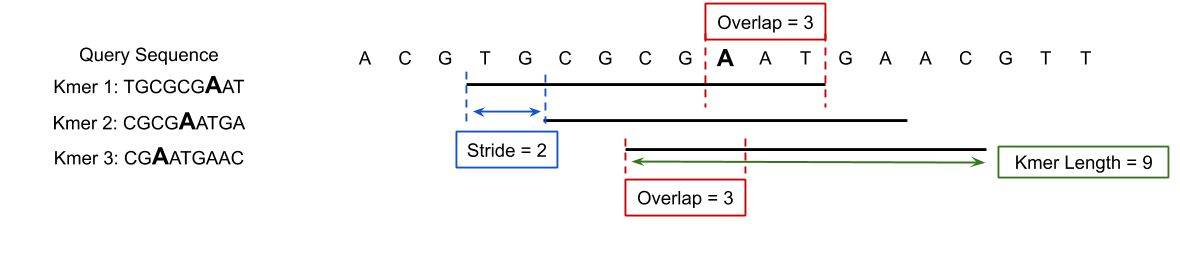 Overlap = 3
Query Sequence A C G T G C G C G A A T G A A C G T T
Kmer 1: TGCGCGAAT
Kmer 2: CGCGAATGA
Stride = 2
Kmer 3: CGAATGAAC
Kmer Length = 9
Overlap = 3